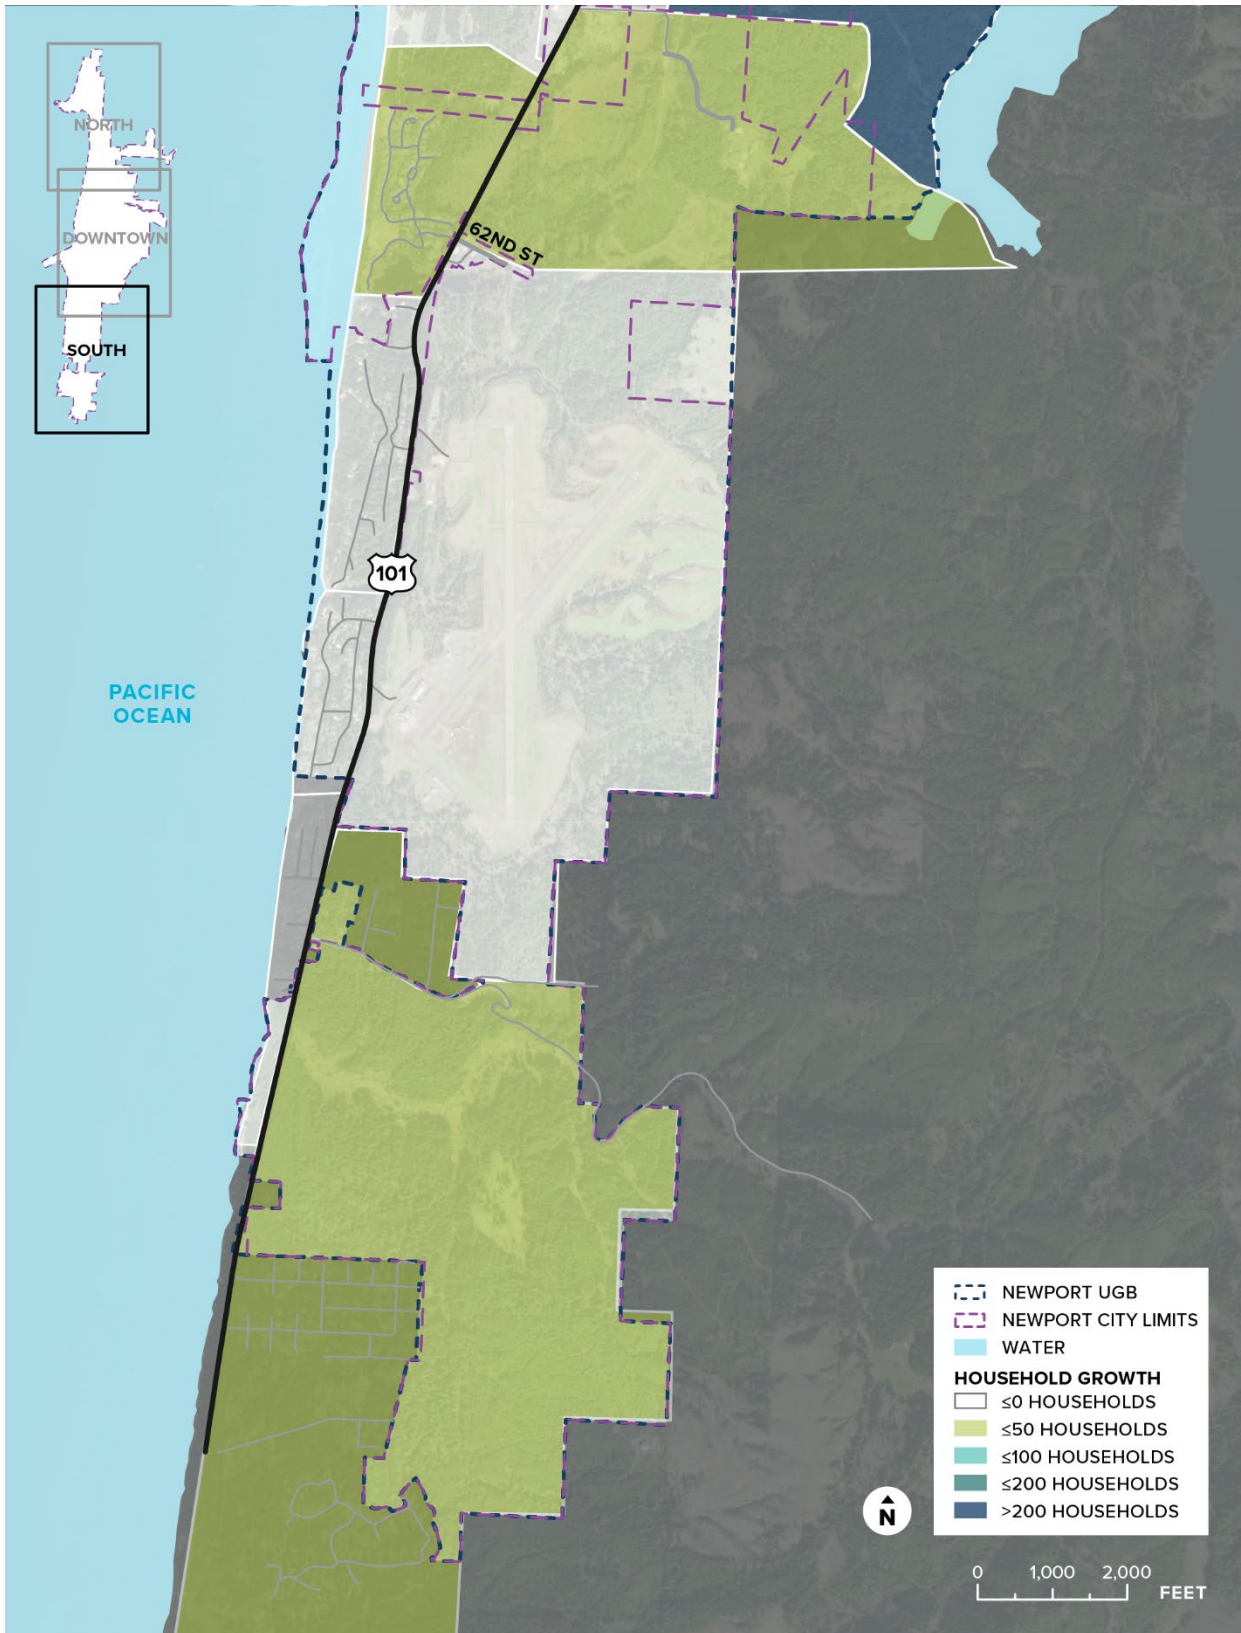 NORTH
DOWNTOWN
SOUTH
62ND ST
101
PACIFIC
OCEAN
NEWPORT UGB
NEWPORT CITY LIMITS
WATER
HOUSEHOLD GROWTH
≤0 HOUSEHOLDS
≤50 HOUSEHOLDS
≤100 HOUSEHOLDS
≤200 HOUSEHOLDS
>200 HOUSEHOLDS
N
0 1,000 2,000
FEET